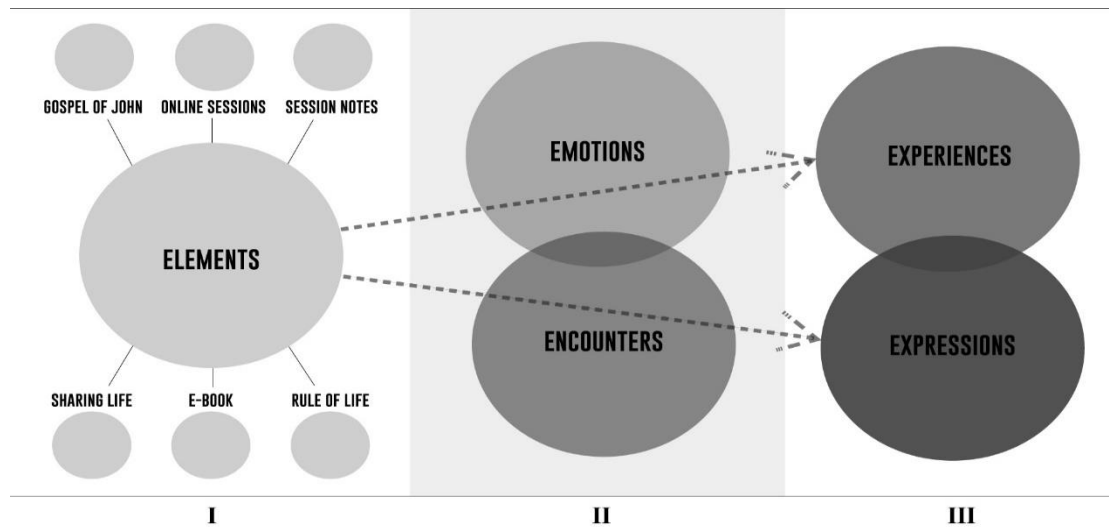 GOSPEL OF JOHN
ONLINE SESSIONS
SESSION NOTES
ELEMENTS
SHARING LIFE
E-BOOK
RULE OF LIFE
EMOTIONS
ENCOUNTERS
EXPERIENCES
EXPRESSIONS
I
II
III